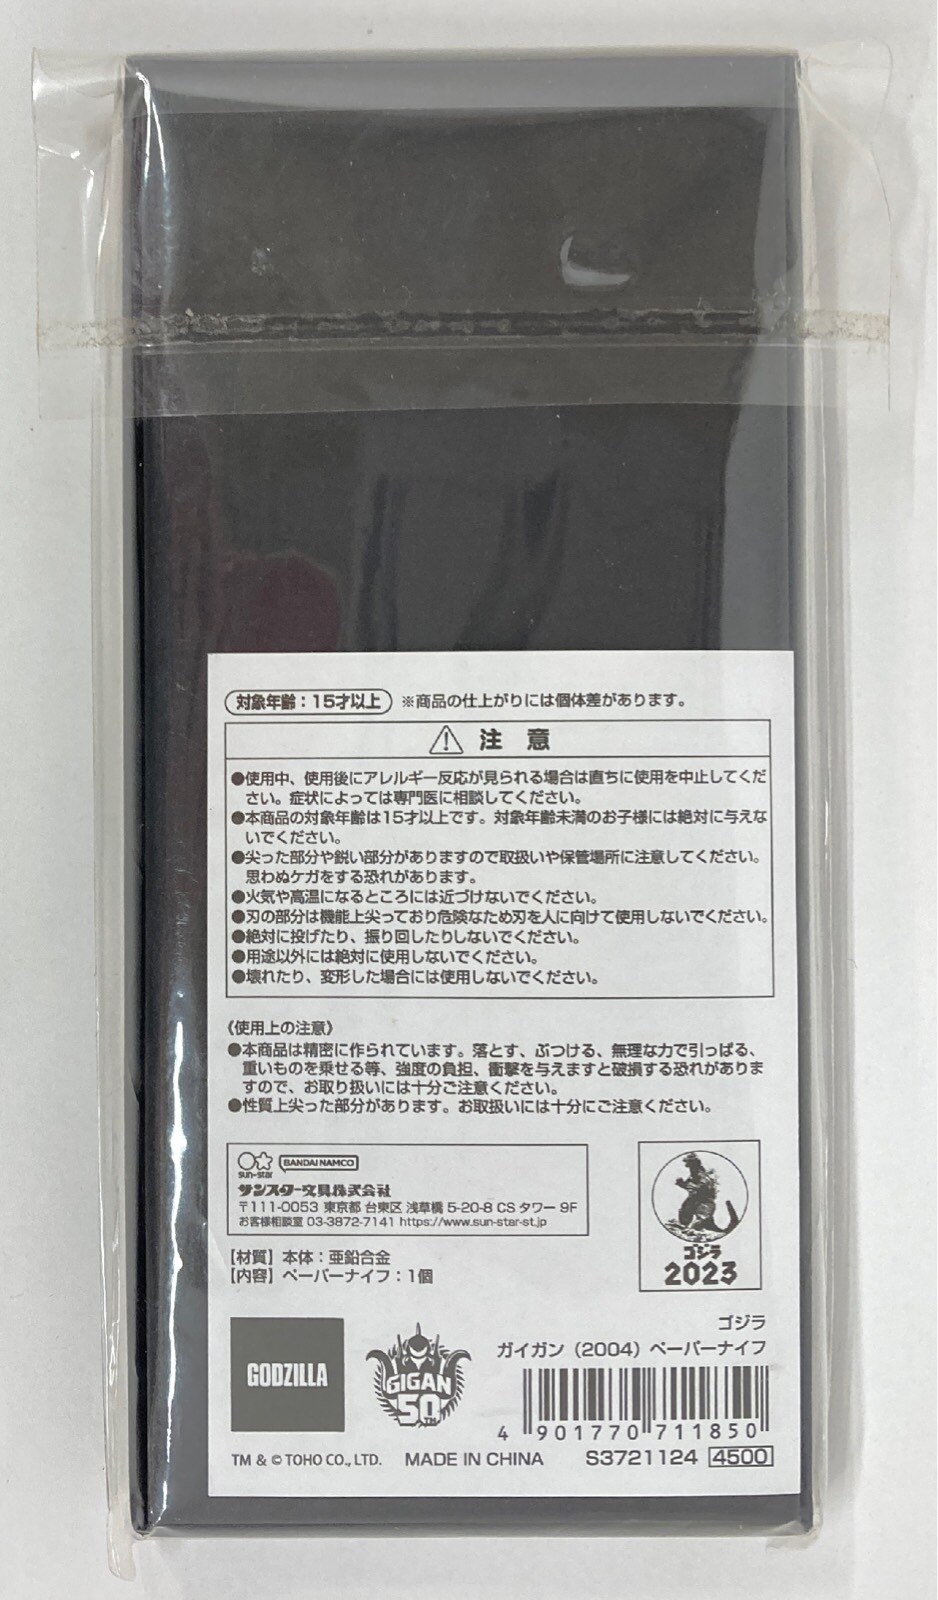 対象年齢：15才以上 ※商品の仕上がりには個体差があります。
注 意
●使用中、使用後にアレルギー反応が見られる場合は直ちに使用を中止してくだ
さい。症状によっては専門医に相談してください。
●本商品の対象年齢は15才以上です。対象年齢未満のお子様には絶対に与えな
いでください。
●尖った部分や鋭い部分がありますので取扱いや保管場所に注意してください。
思わぬケガをする恐れがあります。
●火気や高温になるところには近づけないでください。
●刃の部分は機能上尖っており危険なため刃を人に向けて使用しないでください。
●絶対に投げたり、振り回したりしないでください。
●用途以外には絶対に使用しないでください。
●壊れたり、変形した場合には使用しないでください。
《使用上の注意》
●本商品は精密に作られています。落とす、ぶつける、無理な力で引っぱる、
重いものを乗せる等、強度の負担、衝撃を与えますと破損する恐れがありま
すので、お取り扱いには十分ご注意ください。
●性質上尖った部分があります。お取扱いには十分にご注意ください。
sun-star BANDAI NAMCO
サンスター文具株式会社
〒111-0053 東京都 台東区 浅草橋 5-20-8 CS タワー 9F
お客様相談室 03-3872-7141 https://www.sun-star-st.jp
ゴジラ
2023
【材質】本体：亜鉛合金
【内容】ペーパーナイフ：1個
ゴジラ
ガイガン（2004）ペーパーナイフ
GODZILLA
GIGAN
50TH
4 901770 711850
TM & © TOHO CO., LTD. MADE IN CHINA S3721124 4500